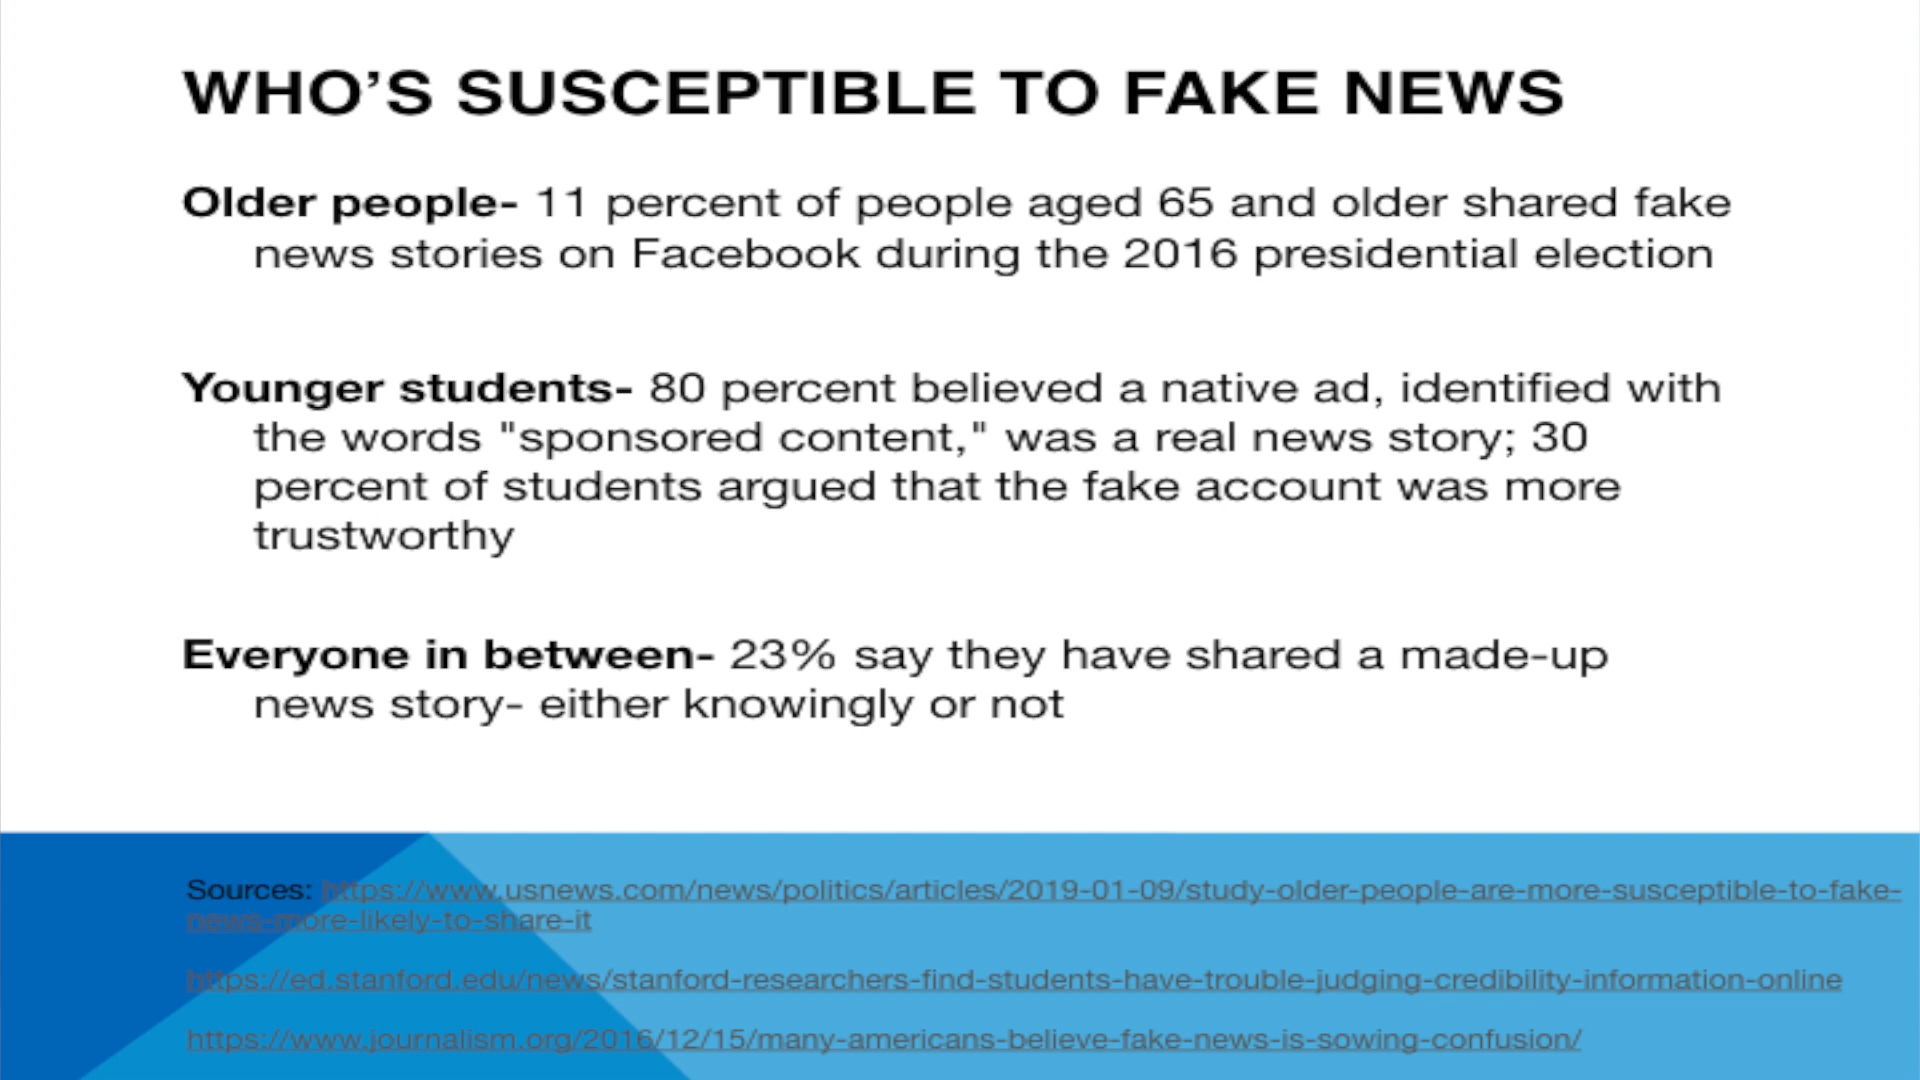 WHO’S SUSCEPTIBLE TO FAKE NEWS
Older people- 11 percent of people aged 65 and older shared fake
news stories on Facebook during the 2016 presidential election
Younger students- 80 percent believed a native ad, identified with
the words "sponsored content," was a real news story; 30
percent of students argued that the fake account was more
trustworthy
Everyone in between- 23% say they have shared a made-up
news story- either knowingly or not
Sources: https://www.usnews.com/news/politics/articles/2019-01-09/study-older-people-are-more-susceptible-to-fake-
news-more-likely-to-share-it
https://ed.stanford.edu/news/stanford-researchers-find-students-have-trouble-judging-credibility-information-online
https://www.journalism.org/2016/12/15/many-americans-believe-fake-news-is-sowing-confusion/